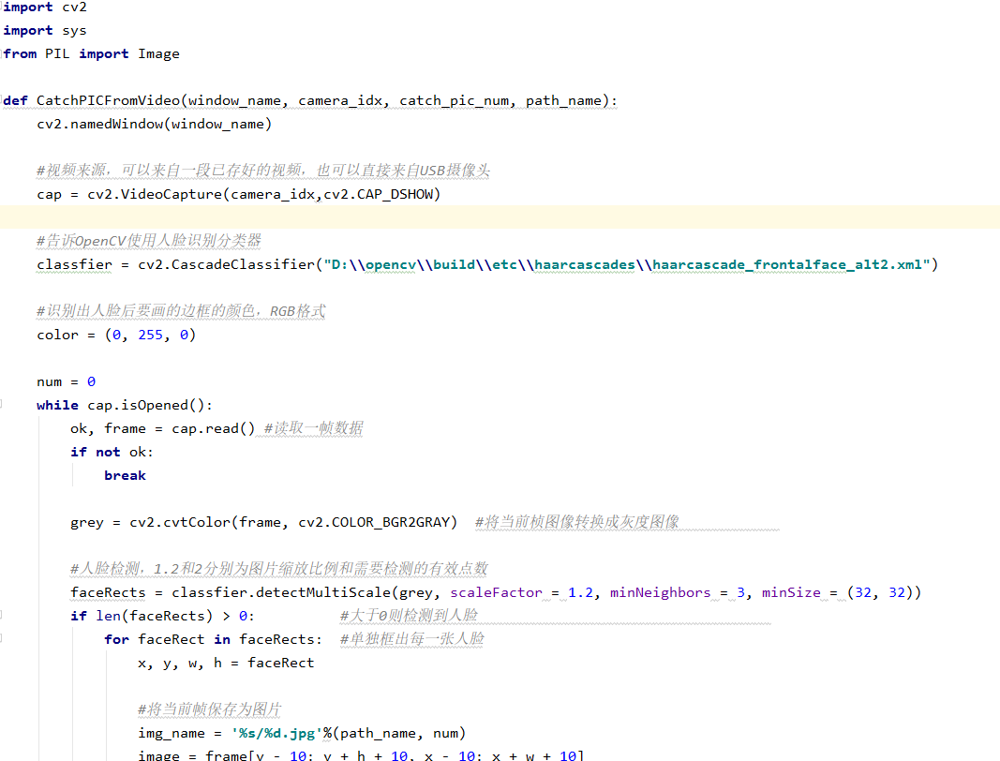 import cv2
import sys
from PIL import Image
def CatchPICFromVideo(window_name, camera_idx, catch_pic_num, path_name):
    cv2.namedWindow(window_name)
    #视频来源，可以来自一段已存好的视频，也可以直接来自USB摄像头
    cap = cv2.VideoCapture(camera_idx,cv2.CAP_DSHOW)
    #告诉OpenCV使用人脸识别分类器
    classfier = cv2.CascadeClassifier("D:\\opencv\\build\\etc\\haarcascades\\haarcascade_frontalface_alt2.xml")
    #识别出人脸后要画的边框的颜色，RGB格式
    color = (0, 255, 0)
    num = 0
    while cap.isOpened():
        ok, frame = cap.read() #读取一帧数据
        if not ok:
            break
        grey = cv2.cvtColor(frame, cv2.COLOR_BGR2GRAY)  #将当前桢图像转换成灰度图像
        #人脸检测，1.2和2分别为图片缩放比例和需要检测的有效点数
        faceRects = classfier.detectMultiScale(grey, scaleFactor = 1.2, minNeighbors = 3, minSize = (32, 32))
        if len(faceRects) > 0:          #大于0则检测到人脸
            for faceRect in faceRects:  #单独框出每一张人脸
                x, y, w, h = faceRect
                #将当前帧保存为图片
                img_name = '%s/%d.jpg'%(path_name, num)
                image = frame[y - 10: y + h + 10, x - 10: x + w + 10]